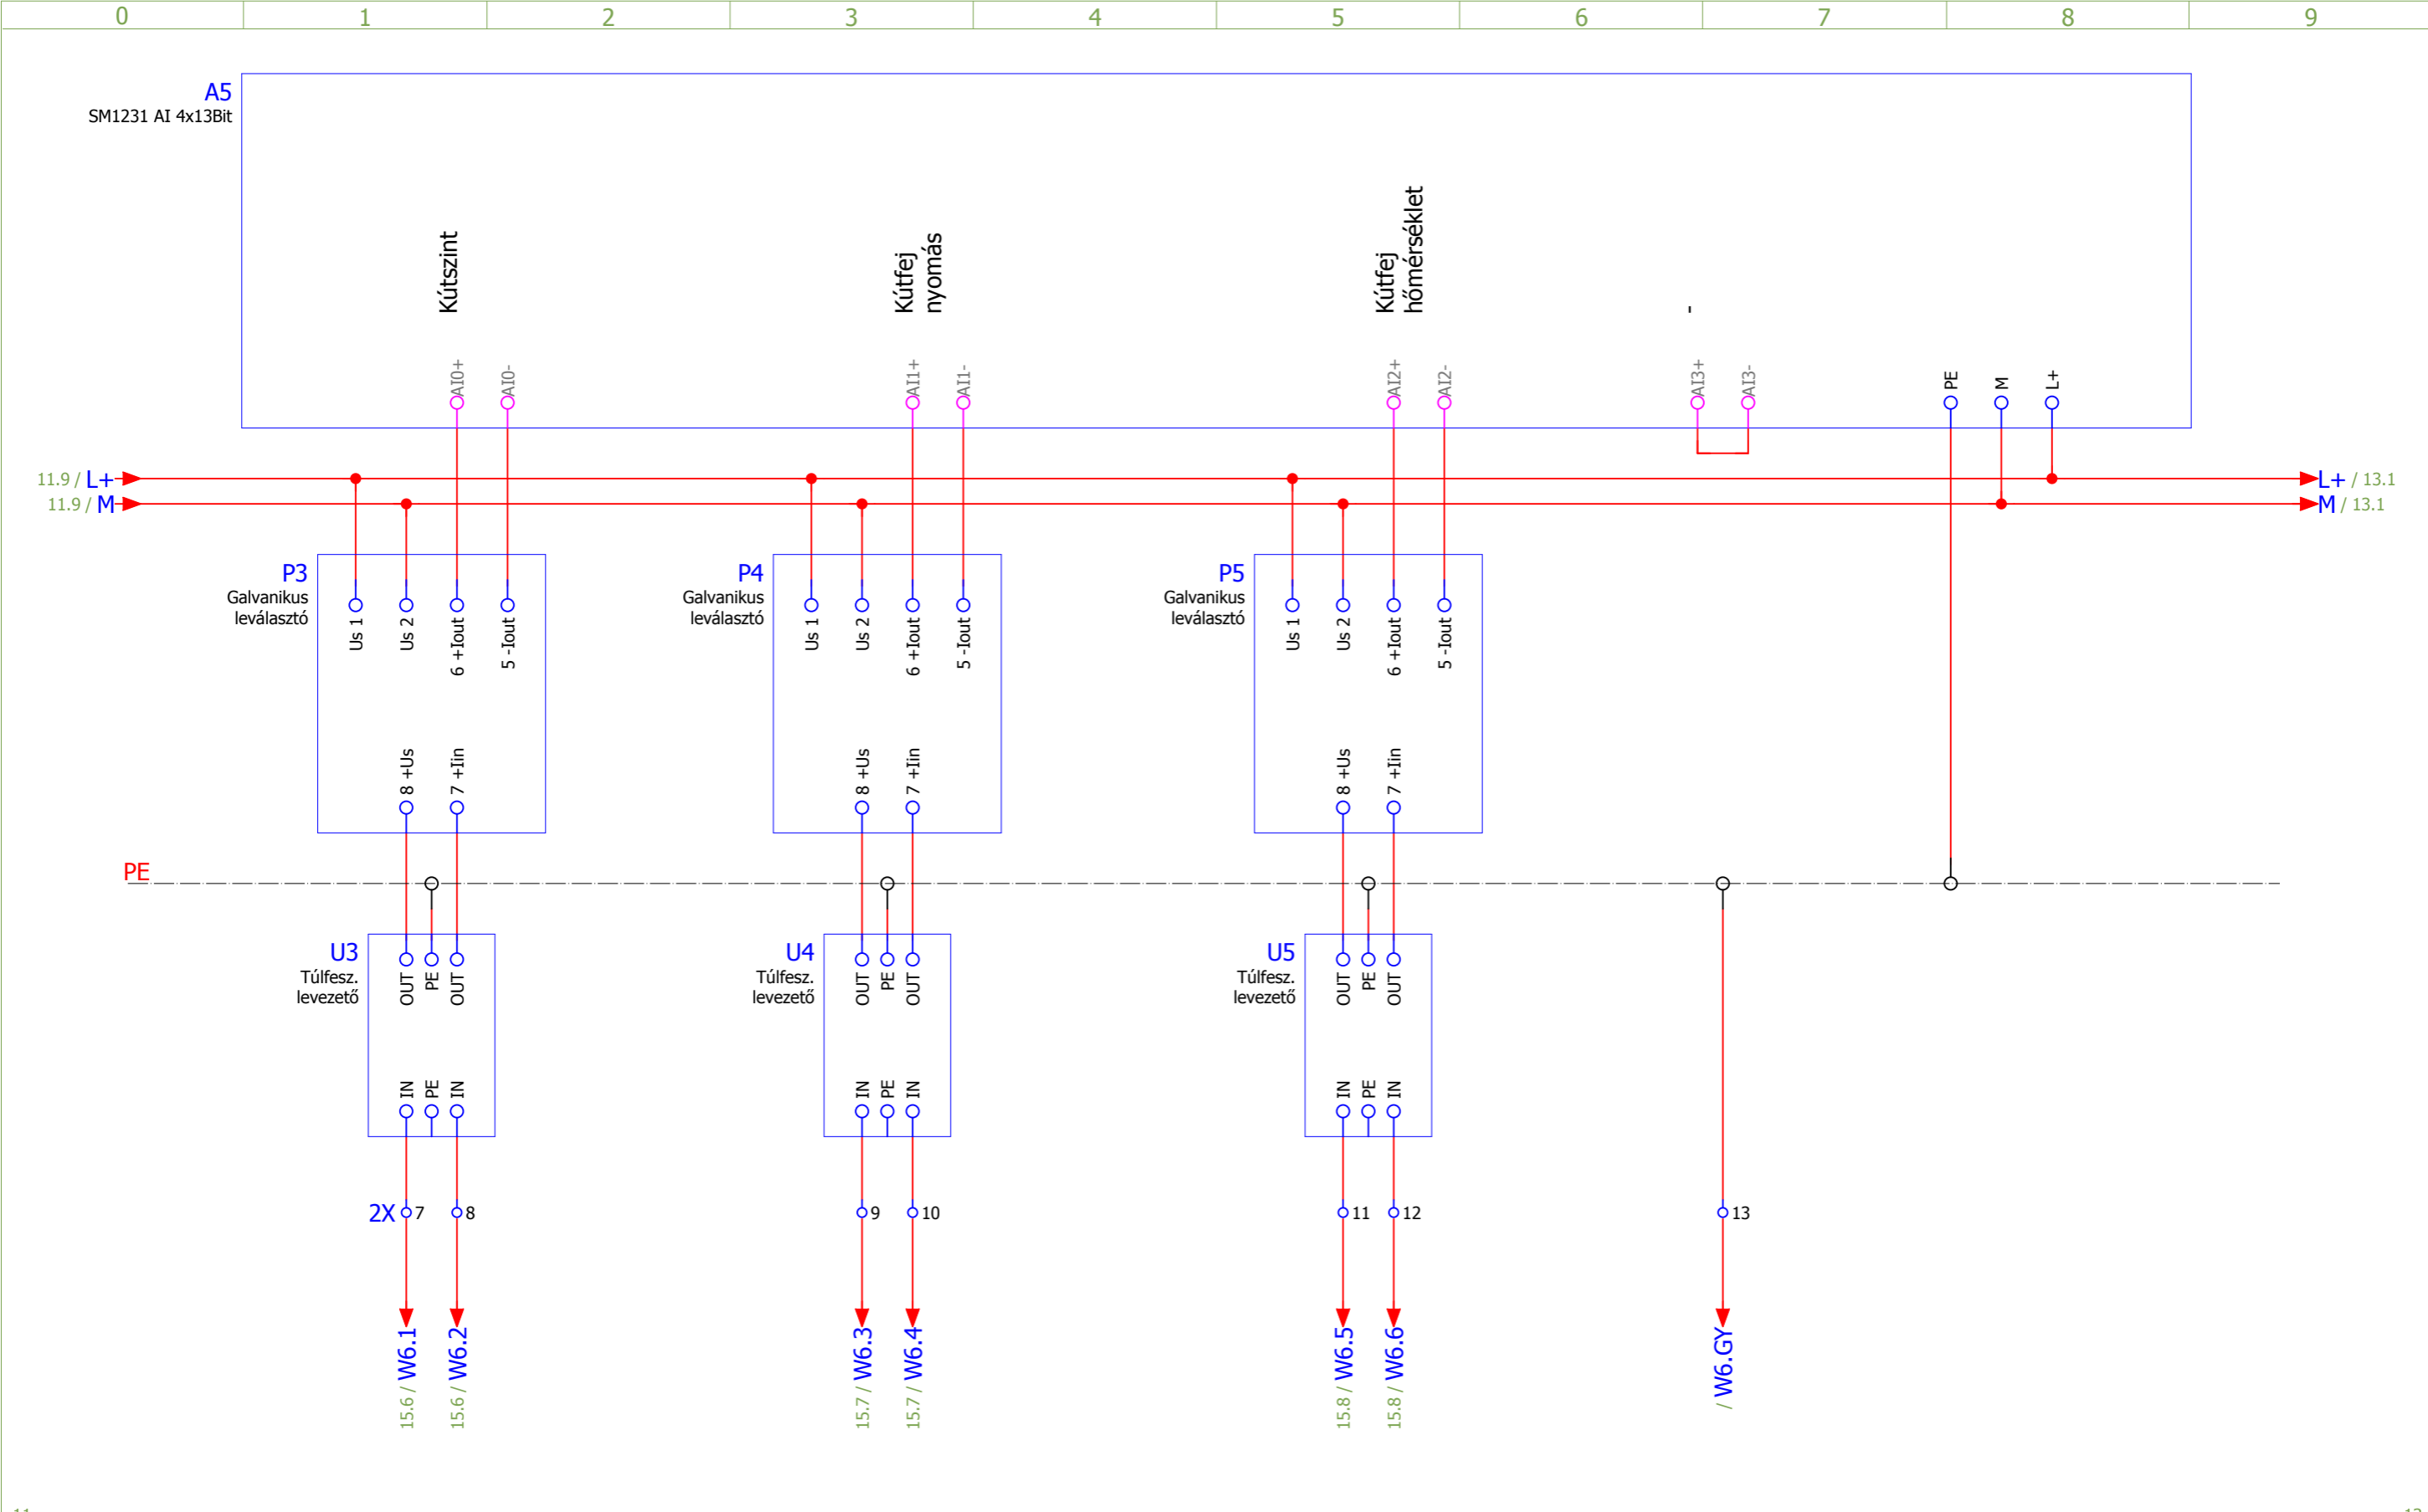 0 1 2 3 4 5 6 7 8 9
A5
SM1231 AI 4x13Bit
Kútszint
Kútfej
nyomás
Kútfej
hőmérséklet
-
AI0+ AI0- AI1+ AI1- AI2+ AI2- AI3+ AI3- PE M L+
11.9 / L+ L+ / 13.1
11.9 / M M / 13.1
P3
Galvanikus
leválasztó
Us 1 Us 2 6 +Iout 5 -Iout
8 +Us 7 +Iin
P4
Galvanikus
leválasztó
Us 1 Us 2 6 +Iout 5 -Iout
8 +Us 7 +Iin
P5
Galvanikus
leválasztó
Us 1 Us 2 6 +Iout 5 -Iout
8 +Us 7 +Iin
PE
U3
Túlfesz.
levezető
OUT PE OUT
IN PE IN
U4
Túlfesz.
levezető
OUT PE OUT
IN PE IN
U5
Túlfesz.
levezető
OUT PE OUT
IN PE IN
2X 7 8 9 10 11 12 13
15.6 / W6.1
15.6 / W6.2
15.7 / W6.3
15.7 / W6.4
15.8 / W6.5
15.8 / W6.6
/ W6.GY